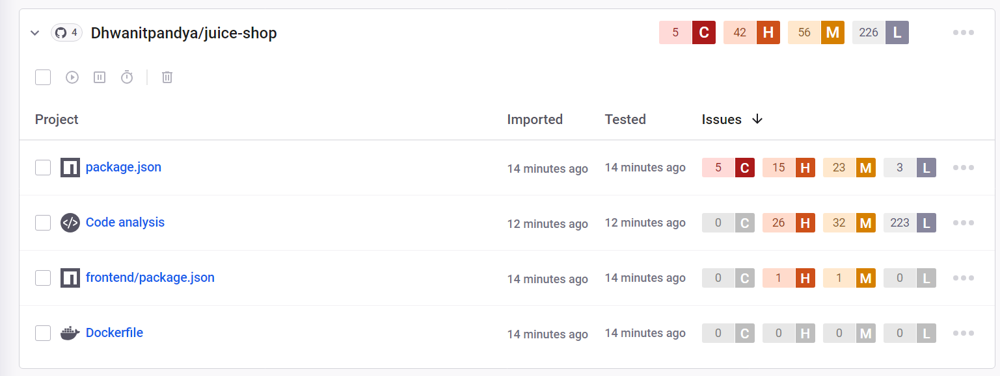 4 Dhwanitpandya/juice-shop 5 C 42 H 56 M 226 L
Project Imported Tested Issues
package.json 14 minutes ago 14 minutes ago 5 C 15 H 23 M 3 L
Code analysis 12 minutes ago 12 minutes ago 0 C 26 H 32 M 223 L
frontend/package.json 14 minutes ago 14 minutes ago 0 C 1 H 1 M 0 L
Dockerfile 14 minutes ago 14 minutes ago 0 C 0 H 0 M 0 L